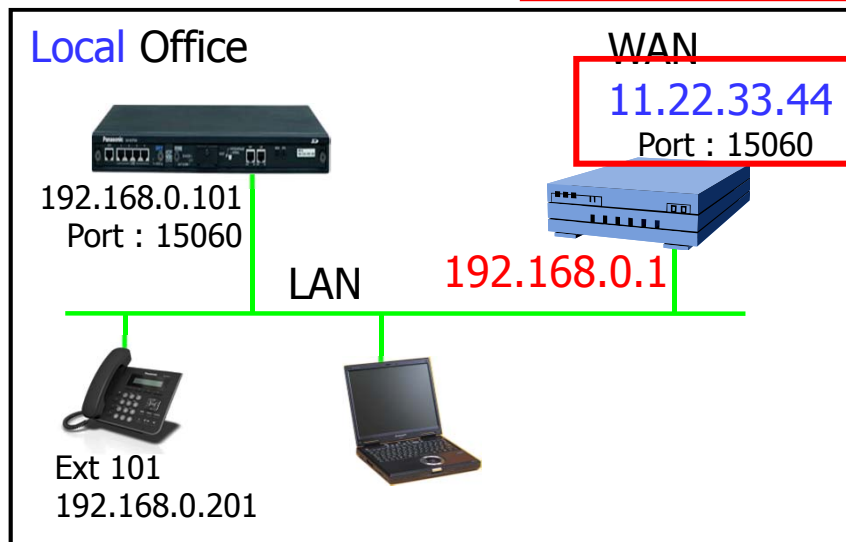 Local Office
WAN
11.22.33.44
Port : 15060
Panasonic
192.168.0.101
Port : 15060
192.168.0.1
LAN
Ext 101
192.168.0.201